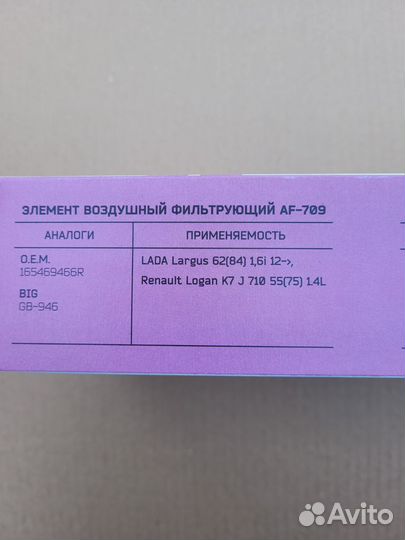 ЭЛЕМЕНТ ВОЗДУШНЫЙ ФИЛЬТРУЮЩИЙ AF-709
АНАЛОГИ
ПРИМЕНЯЕМОСТЬ
O.E.M.
165469466R
BIG
GB-946
LADA Largus 62(84) 1,6i 12->,
Renault Logan K7 J 710 55(75) 1.4L
Avito